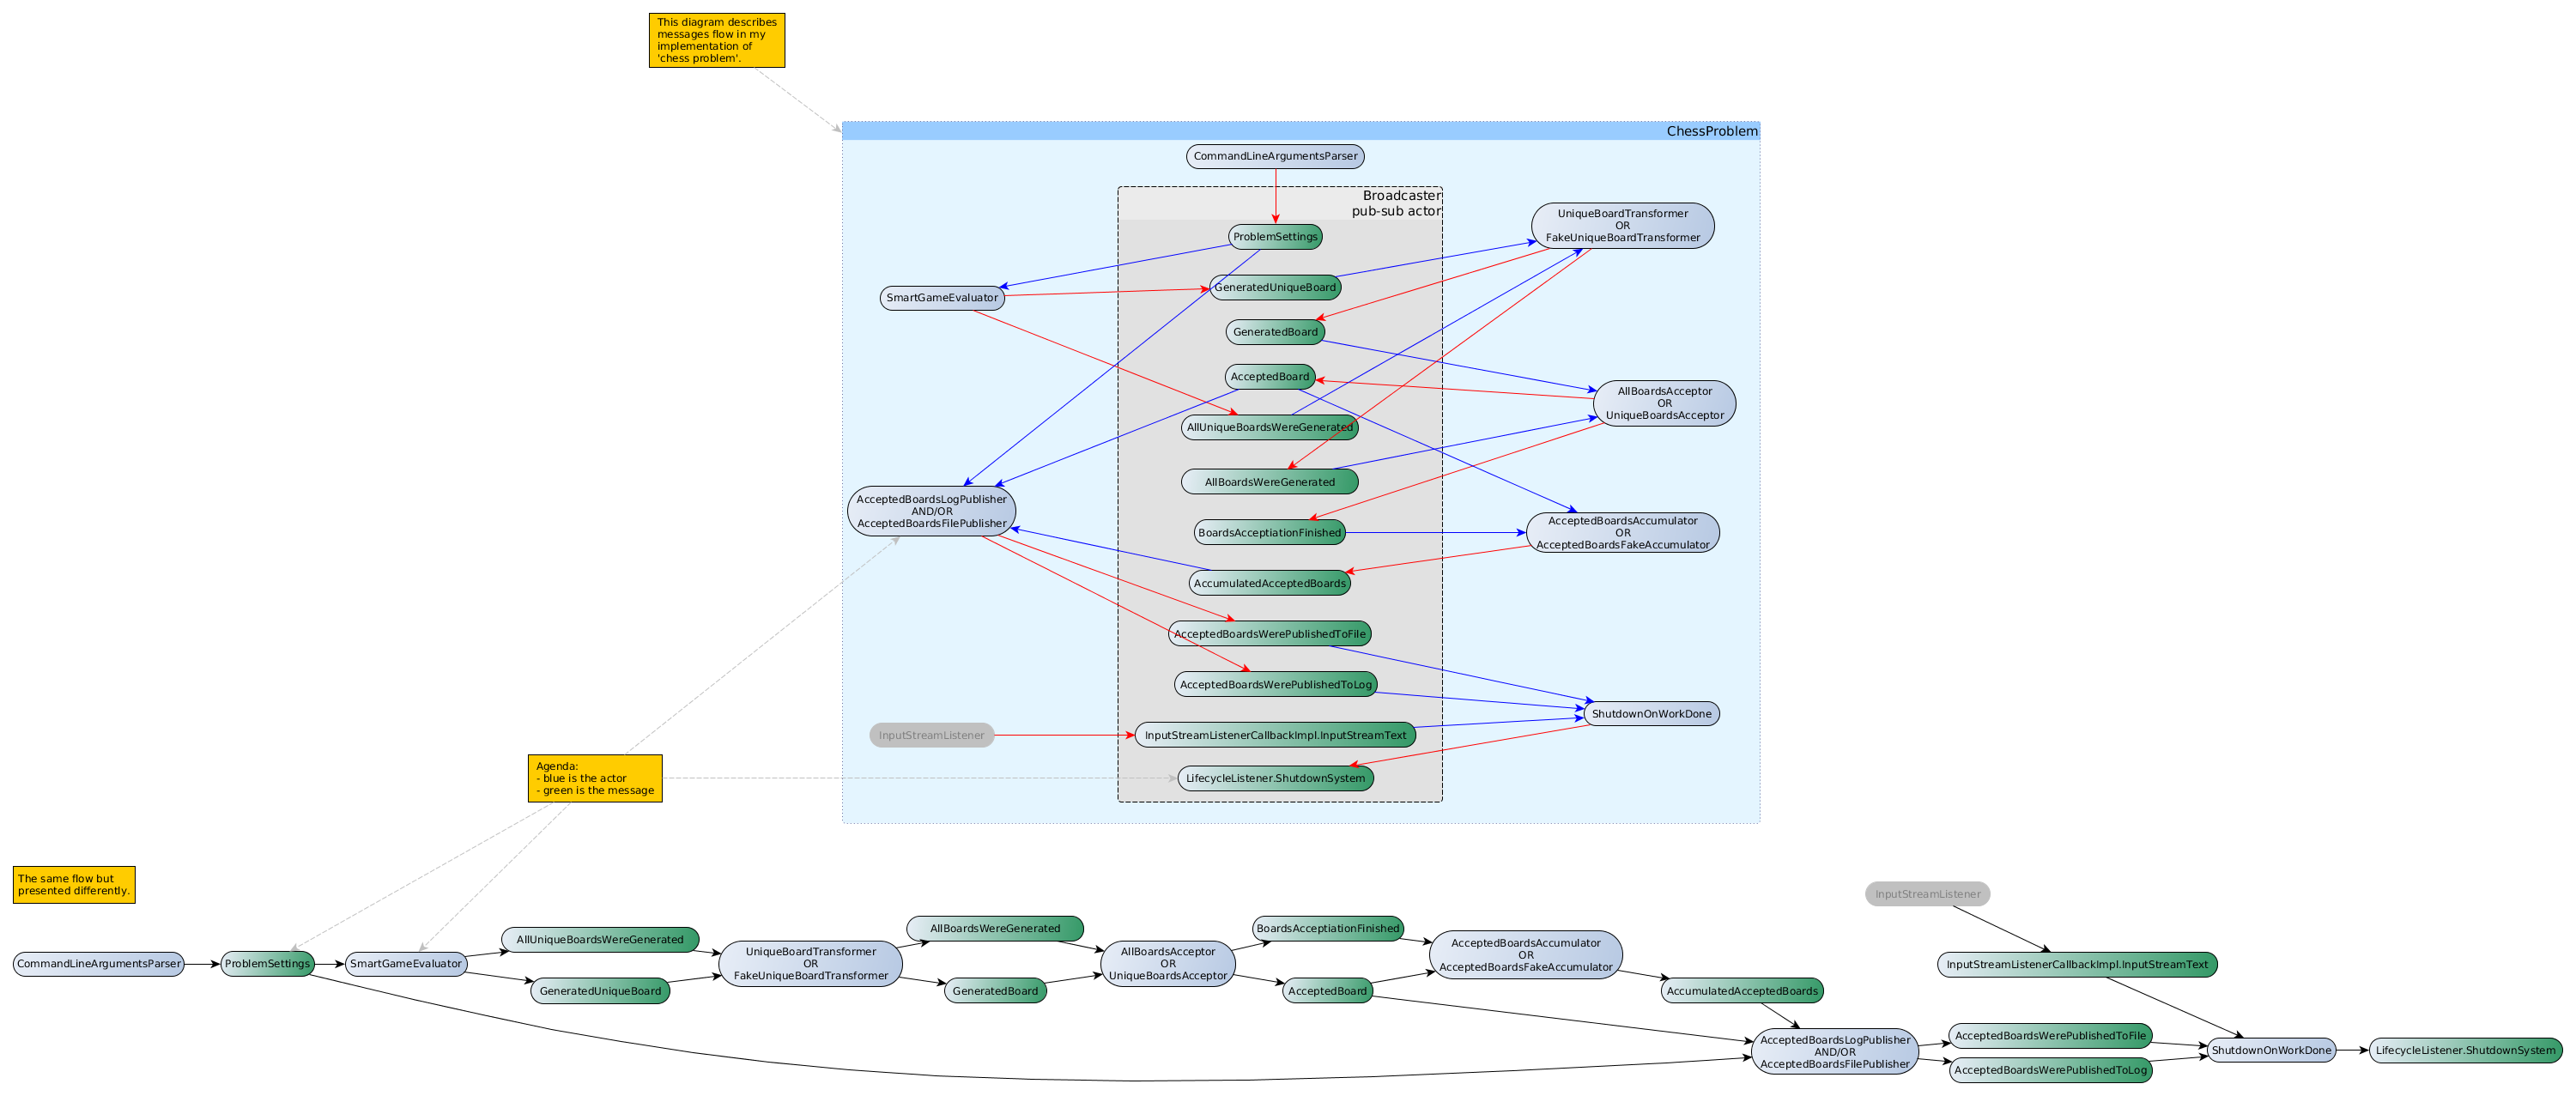 This diagram describes
messages flow in my
implementation of
'chess problem'.
ChessProblem
CommandLineArgumentsParser
Broadcaster
pub-sub actor
UniqueBoardTransformer
OR
FakeUniqueBoardTransformer
ProblemSettings
GeneratedUniqueBoard
SmartGameEvaluator
GeneratedBoard
AcceptedBoard
AllBoardsAcceptor
OR
UniqueBoardsAcceptor
AllUniqueBoardsWereGenerated
AllBoardsWereGenerated
AcceptedBoardsLogPublisher
AND/OR
AcceptedBoardsFilePublisher
BoardsAcceptiationFinished
AcceptedBoardsAccumulator
OR
AcceptedBoardsFakeAccumulator
AccumulatedAcceptedBoards
AcceptedBoardsWerePublishedToFile
AcceptedBoardsWerePublishedToLog
ShutdownOnWorkDone
InputStreamListener
InputStreamListenerCallbackImpl.InputStreamText
LifecycleListener.ShutdownSystem
Agenda:
- blue is the actor
- green is the message
The same flow but
presented differently.
CommandLineArgumentsParser
ProblemSettings
SmartGameEvaluator
AllUniqueBoardsWereGenerated
GeneratedUniqueBoard
UniqueBoardTransformer
OR
FakeUniqueBoardTransformer
AllBoardsWereGenerated
GeneratedBoard
AllBoardsAcceptor
OR
UniqueBoardsAcceptor
BoardsAcceptiationFinished
AcceptedBoard
AcceptedBoardsAccumulator
OR
AcceptedBoardsFakeAccumulator
AccumulatedAcceptedBoards
AcceptedBoardsLogPublisher
AND/OR
AcceptedBoardsFilePublisher
InputStreamListener
InputStreamListenerCallbackImpl.InputStreamText
AcceptedBoardsWerePublishedToFile
AcceptedBoardsWerePublishedToLog
ShutdownOnWorkDone
LifecycleListener.ShutdownSystem